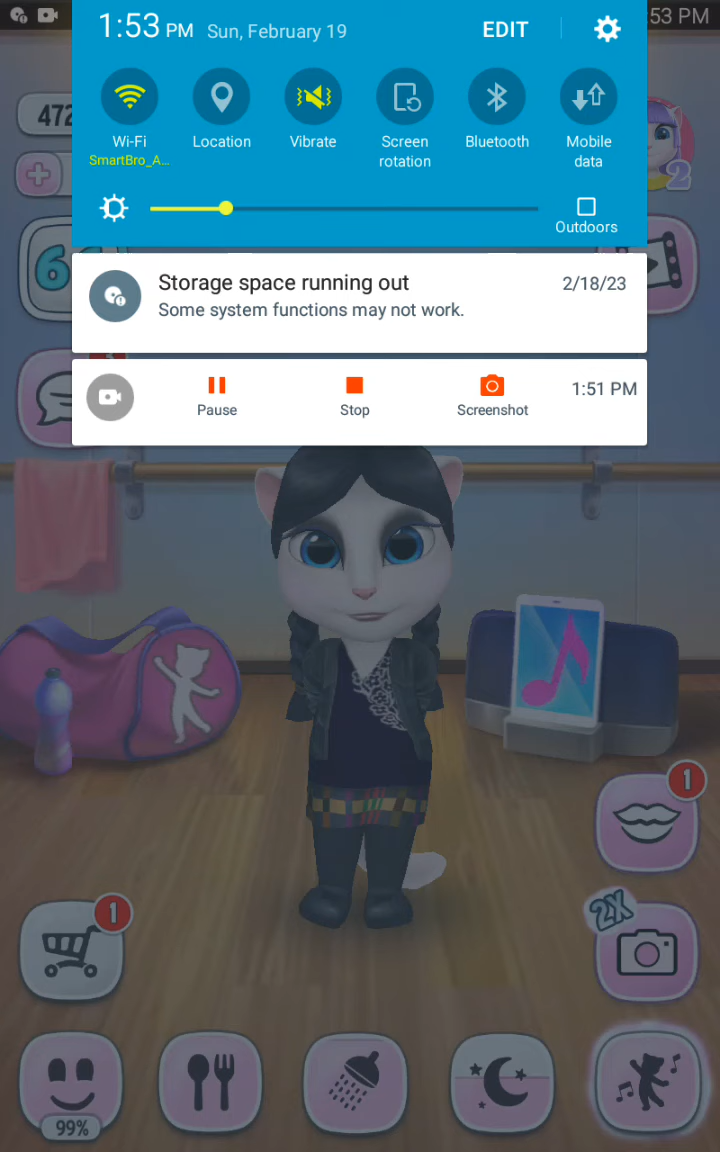 1:53 PM Sun, February 19 EDIT
53 PM
472
2
Wi-Fi
SmartBro_A...
Location
Vibrate
Screen
rotation
Bluetooth
Mobile
data
Outdoors
Storage space running out 2/18/23
Some system functions may not work.
Pause
Stop
Screenshot
1:51 PM
1
2X
1
99%